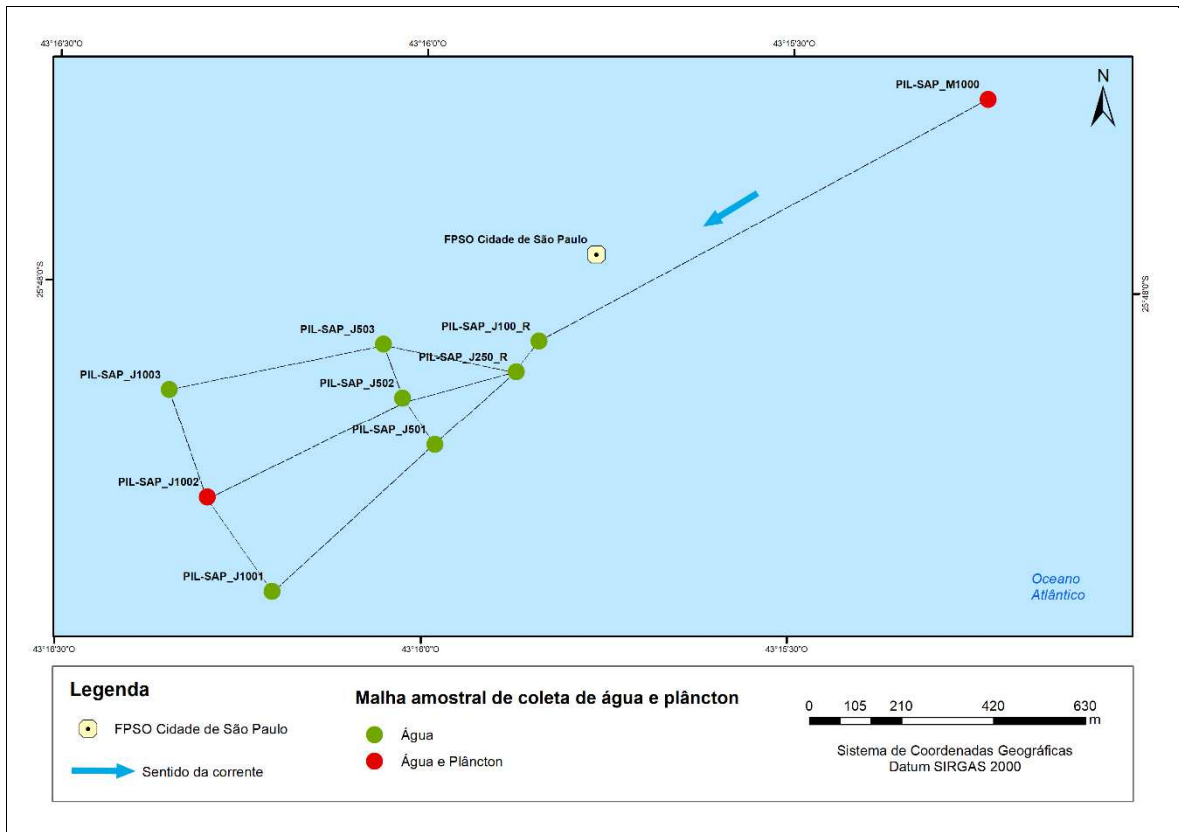 43°16'30"O
43°16'0"O
43°15'30"O
PIL-SAP_M1000
N
FPSO Cidade de São Paulo
25°48'0"S
25°48'0"S
PIL-SAP_J503
PIL-SAP_J100_R
PIL-SAP_J250_R
PIL-SAP_J1003
PIL-SAP_J502
PIL-SAP_J501
PIL-SAP_J1002
PIL-SAP_J1001
Oceano
Atlântico
43°16'30"O
43°16'0"O
43°15'30"O
Legenda
FPSO Cidade de São Paulo
Sentido da corrente
Malha amostral de coleta de água e plâncton
Água
Água e Plâncton
0 105 210 420 630
m
Sistema de Coordenadas Geográficas
Datum SIRGAS 2000